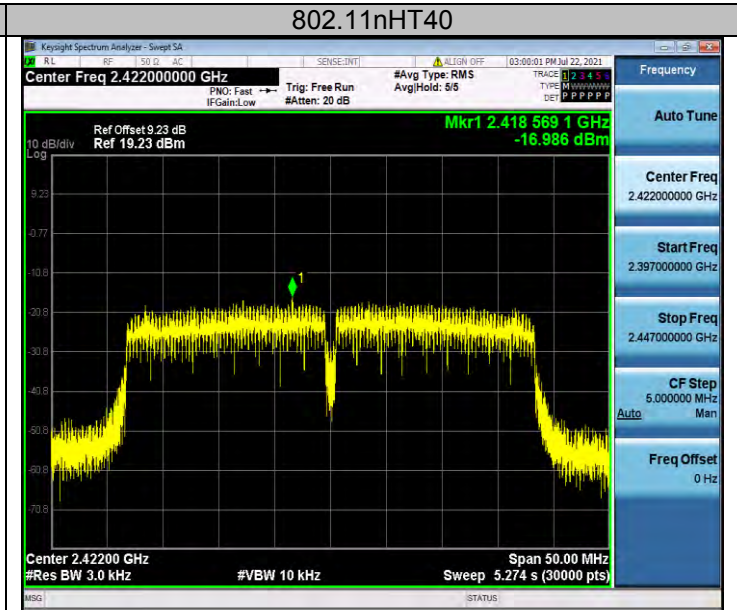 802.11nHT40
Keysight Spectrum Analyzer - Swept SA
RL RF 50 Ω AC SENSE:INT ALIGN OFF 03:00:01 PM Jul 22, 2021
Center Freq 2.422000000 GHz
PNO: Fast
IFGain:Low
Trig: Free Run
#Atten: 20 dB
#Avg Type: RMS
Avg|Hold: 5/5
TRACE 1 2 3 4 5 6
TYPE M W W W W W
DET P P P P P P
Ref Offset 9.23 dB
Ref 19.23 dBm
10 dB/div
Log
Mkr1 2.418 569 1 GHz
-16.986 dBm
9.23
-0.77
-10.8
-20.8
-30.8
-40.8
-50.8
-60.8
-70.8
1
Center 2.42200 GHz
#Res BW 3.0 kHz
#VBW 10 kHz
Span 50.00 MHz
Sweep 5.274 s (30000 pts)
MSG STATUS
Frequency
Auto Tune
Center Freq
2.422000000 GHz
Start Freq
2.397000000 GHz
Stop Freq
2.447000000 GHz
CF Step
5.000000 MHz
Auto Man
Freq Offset
0 Hz